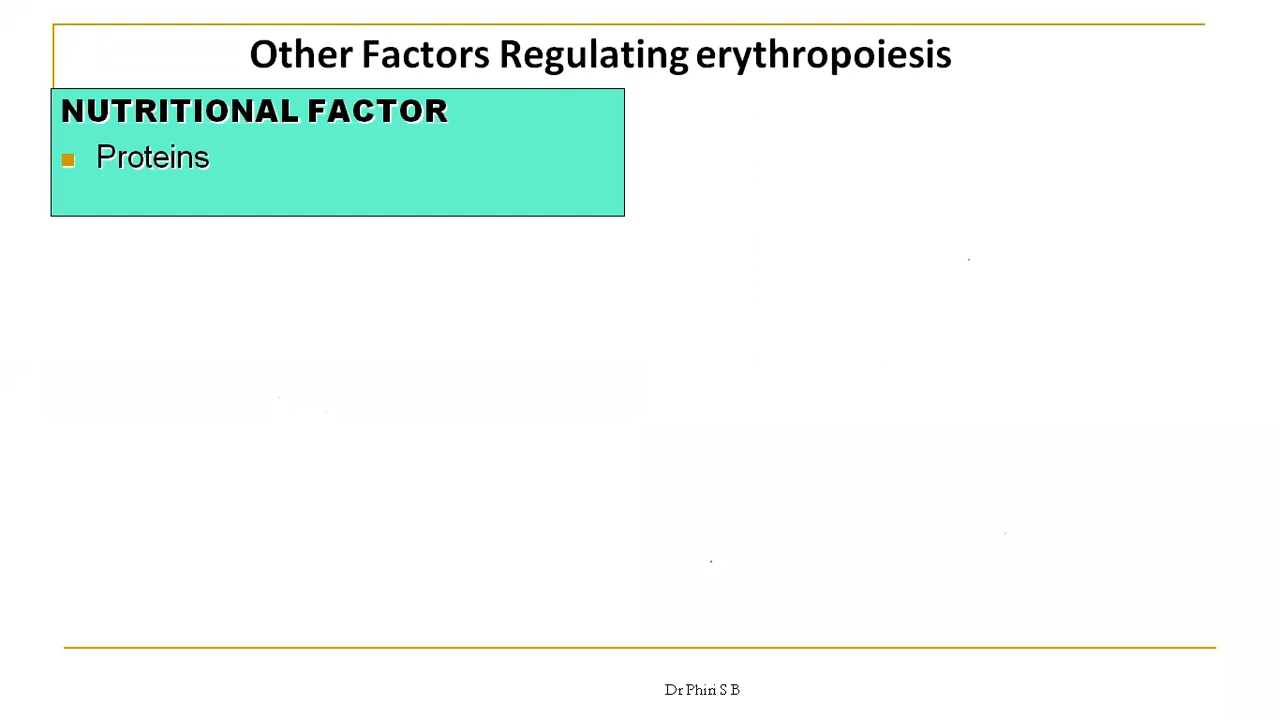 Other Factors Regulating erythropoiesis
NUTRITIONAL FACTOR
Proteins
Dr Phiri S B